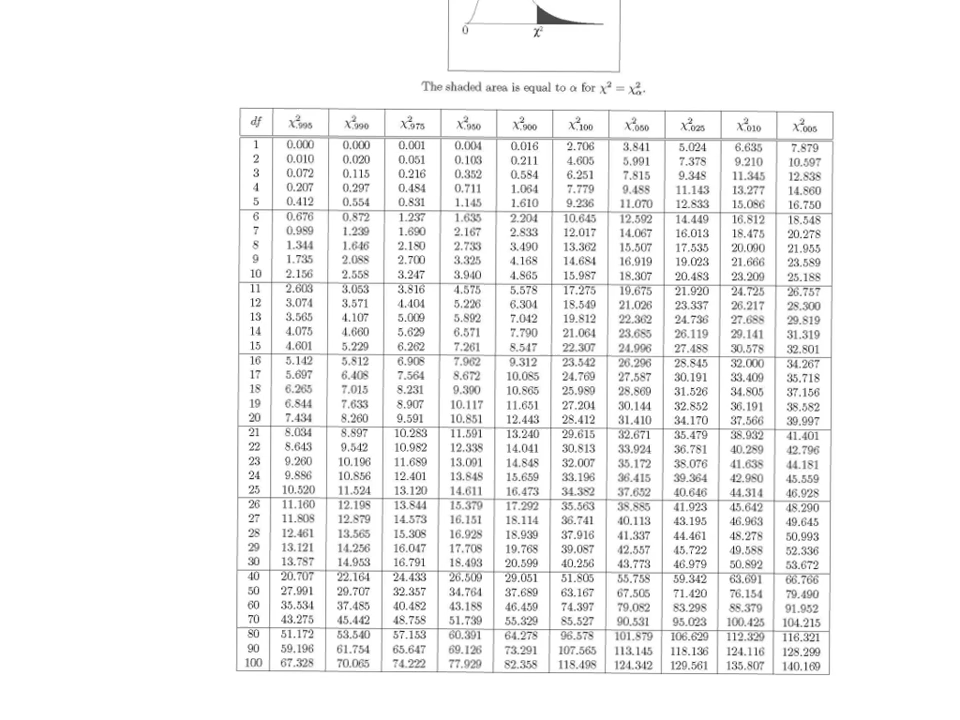 0 χ²
The shaded area is equal to α for χ² = χ²α.
df χ².995 χ².990 χ².975 χ².950 χ².900 χ².100 χ².050 χ².025 χ².010 χ².005
1 0.000 0.000 0.001 0.004 0.016 2.706 3.841 5.024 6.635 7.879
2 0.010 0.020 0.051 0.103 0.211 4.605 5.991 7.378 9.210 10.597
3 0.072 0.115 0.216 0.352 0.584 6.251 7.815 9.348 11.345 12.838
4 0.207 0.297 0.484 0.711 1.064 7.779 9.488 11.143 13.277 14.860
5 0.412 0.554 0.831 1.145 1.610 9.236 11.070 12.833 15.086 16.750
6 0.676 0.872 1.237 1.635 2.204 10.645 12.592 14.449 16.812 18.548
7 0.989 1.239 1.690 2.167 2.833 12.017 14.067 16.013 18.475 20.278
8 1.344 1.646 2.180 2.733 3.490 13.362 15.507 17.535 20.090 21.955
9 1.735 2.088 2.700 3.325 4.168 14.684 16.919 19.023 21.666 23.589
10 2.156 2.558 3.247 3.940 4.865 15.987 18.307 20.483 23.209 25.188
11 2.603 3.053 3.816 4.575 5.578 17.275 19.675 21.920 24.725 26.757
12 3.074 3.571 4.404 5.226 6.304 18.549 21.026 23.337 26.217 28.300
13 3.565 4.107 5.009 5.892 7.042 19.812 22.362 24.736 27.688 29.819
14 4.075 4.660 5.629 6.571 7.790 21.064 23.685 26.119 29.141 31.319
15 4.601 5.229 6.262 7.261 8.547 22.307 24.996 27.488 30.578 32.801
16 5.142 5.812 6.908 7.962 9.312 23.542 26.296 28.845 32.000 34.267
17 5.697 6.408 7.564 8.672 10.085 24.769 27.587 30.191 33.409 35.718
18 6.265 7.015 8.231 9.390 10.865 25.989 28.869 31.526 34.805 37.156
19 6.844 7.633 8.907 10.117 11.651 27.204 30.144 32.852 36.191 38.582
20 7.434 8.260 9.591 10.851 12.443 28.412 31.410 34.170 37.566 39.997
21 8.034 8.897 10.283 11.591 13.240 29.615 32.671 35.479 38.932 41.401
22 8.643 9.542 10.982 12.338 14.041 30.813 33.924 36.781 40.289 42.796
23 9.260 10.196 11.689 13.091 14.848 32.007 35.172 38.076 41.638 44.181
24 9.886 10.856 12.401 13.848 15.659 33.196 36.415 39.364 42.980 45.559
25 10.520 11.524 13.120 14.611 16.473 34.382 37.652 40.646 44.314 46.928
26 11.160 12.198 13.844 15.379 17.292 35.563 38.885 41.923 45.642 48.290
27 11.808 12.879 14.573 16.151 18.114 36.741 40.113 43.195 46.963 49.645
28 12.461 13.565 15.308 16.928 18.939 37.916 41.337 44.461 48.278 50.993
29 13.121 14.256 16.047 17.708 19.768 39.087 42.557 45.722 49.588 52.336
30 13.787 14.953 16.791 18.493 20.599 40.256 43.773 46.979 50.892 53.672
40 20.707 22.164 24.433 26.509 29.051 51.805 55.758 59.342 63.691 66.766
50 27.991 29.707 32.357 34.764 37.689 63.167 67.505 71.420 76.154 79.490
60 35.534 37.485 40.482 43.188 46.459 74.397 79.082 83.298 88.379 91.952
70 43.275 45.442 48.758 51.739 55.329 85.527 90.531 95.023 100.425 104.215
80 51.172 53.540 57.153 60.391 64.278 96.578 101.879 106.629 112.329 116.321
90 59.196 61.754 65.647 69.126 73.291 107.565 113.145 118.136 124.116 128.299
100 67.328 70.065 74.222 77.929 82.358 118.498 124.342 129.561 135.807 140.169